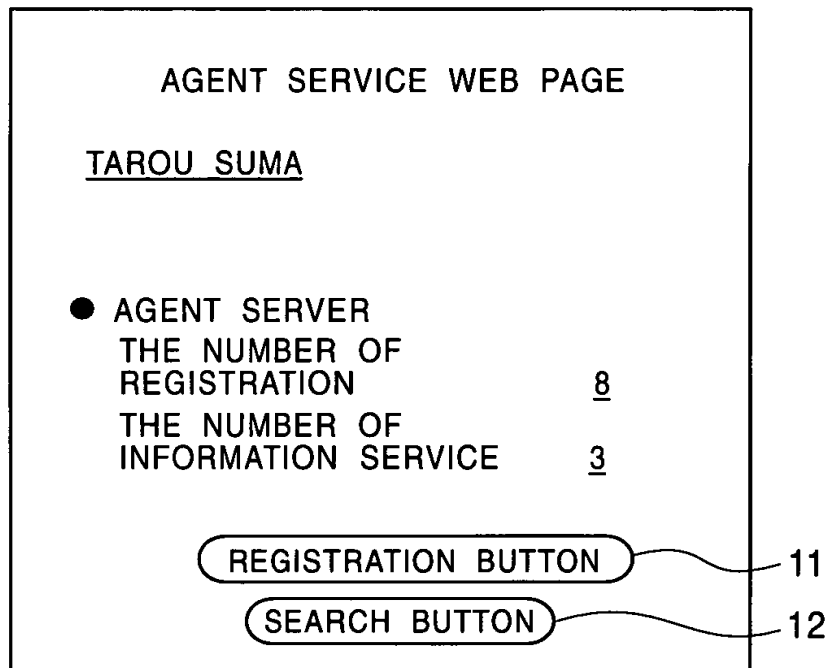 AGENT SERVICE WEB PAGE
TAROU SUMA
● AGENT SERVER
THE NUMBER OF
REGISTRATION 8
THE NUMBER OF
INFORMATION SERVICE 3
REGISTRATION BUTTON 11
SEARCH BUTTON 12